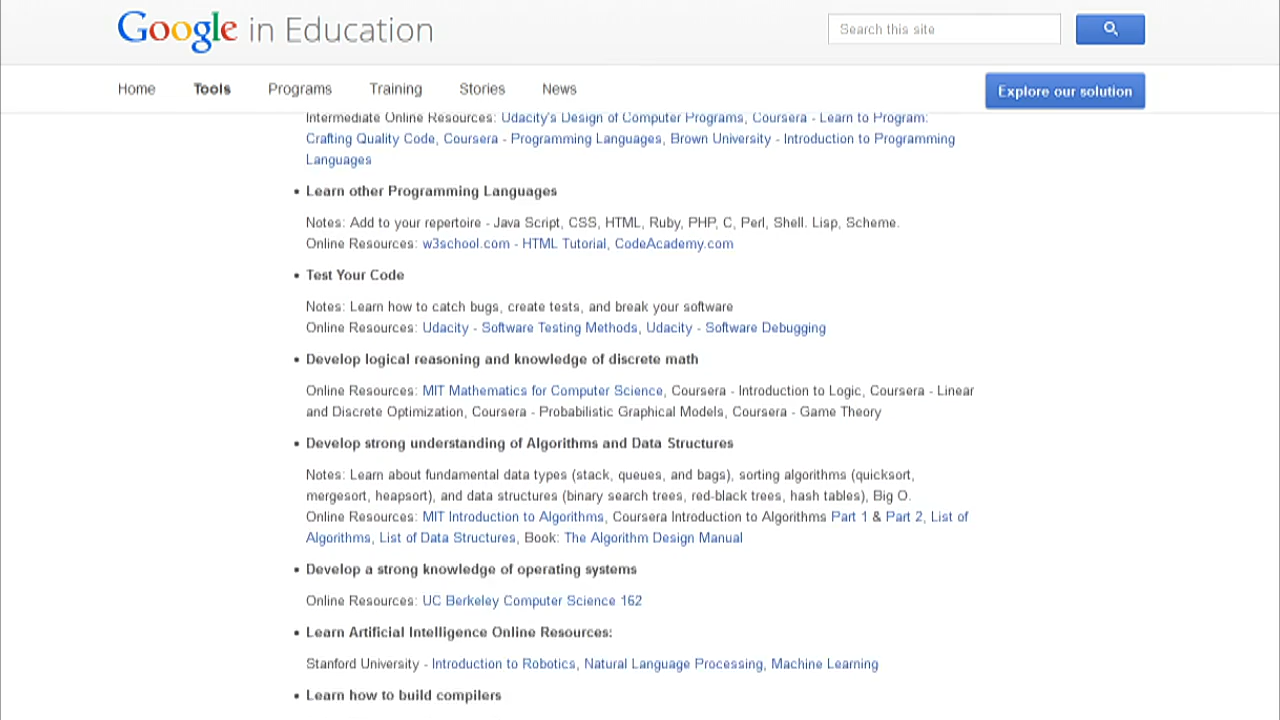 Google in Education
Search this site
Home Tools Programs Training Stories News
Explore our solution
Intermediate Online Resources: Udacity's Design of Computer Programs, Coursera - Learn to Program:
Crafting Quality Code, Coursera - Programming Languages, Brown University - Introduction to Programming
Languages
• Learn other Programming Languages
Notes: Add to your repertoire - Java Script, CSS, HTML, Ruby, PHP, C, Perl, Shell. Lisp, Scheme.
Online Resources: w3school.com - HTML Tutorial, CodeAcademy.com
• Test Your Code
Notes: Learn how to catch bugs, create tests, and break your software
Online Resources: Udacity - Software Testing Methods, Udacity - Software Debugging
• Develop logical reasoning and knowledge of discrete math
Online Resources: MIT Mathematics for Computer Science, Coursera - Introduction to Logic, Coursera - Linear
and Discrete Optimization, Coursera - Probabilistic Graphical Models, Coursera - Game Theory
• Develop strong understanding of Algorithms and Data Structures
Notes: Learn about fundamental data types (stack, queues, and bags), sorting algorithms (quicksort,
mergesort, heapsort), and data structures (binary search trees, red-black trees, hash tables), Big O.
Online Resources: MIT Introduction to Algorithms, Coursera Introduction to Algorithms Part 1 & Part 2, List of
Algorithms, List of Data Structures, Book: The Algorithm Design Manual
• Develop a strong knowledge of operating systems
Online Resources: UC Berkeley Computer Science 162
• Learn Artificial Intelligence Online Resources:
Stanford University - Introduction to Robotics, Natural Language Processing, Machine Learning
• Learn how to build compilers